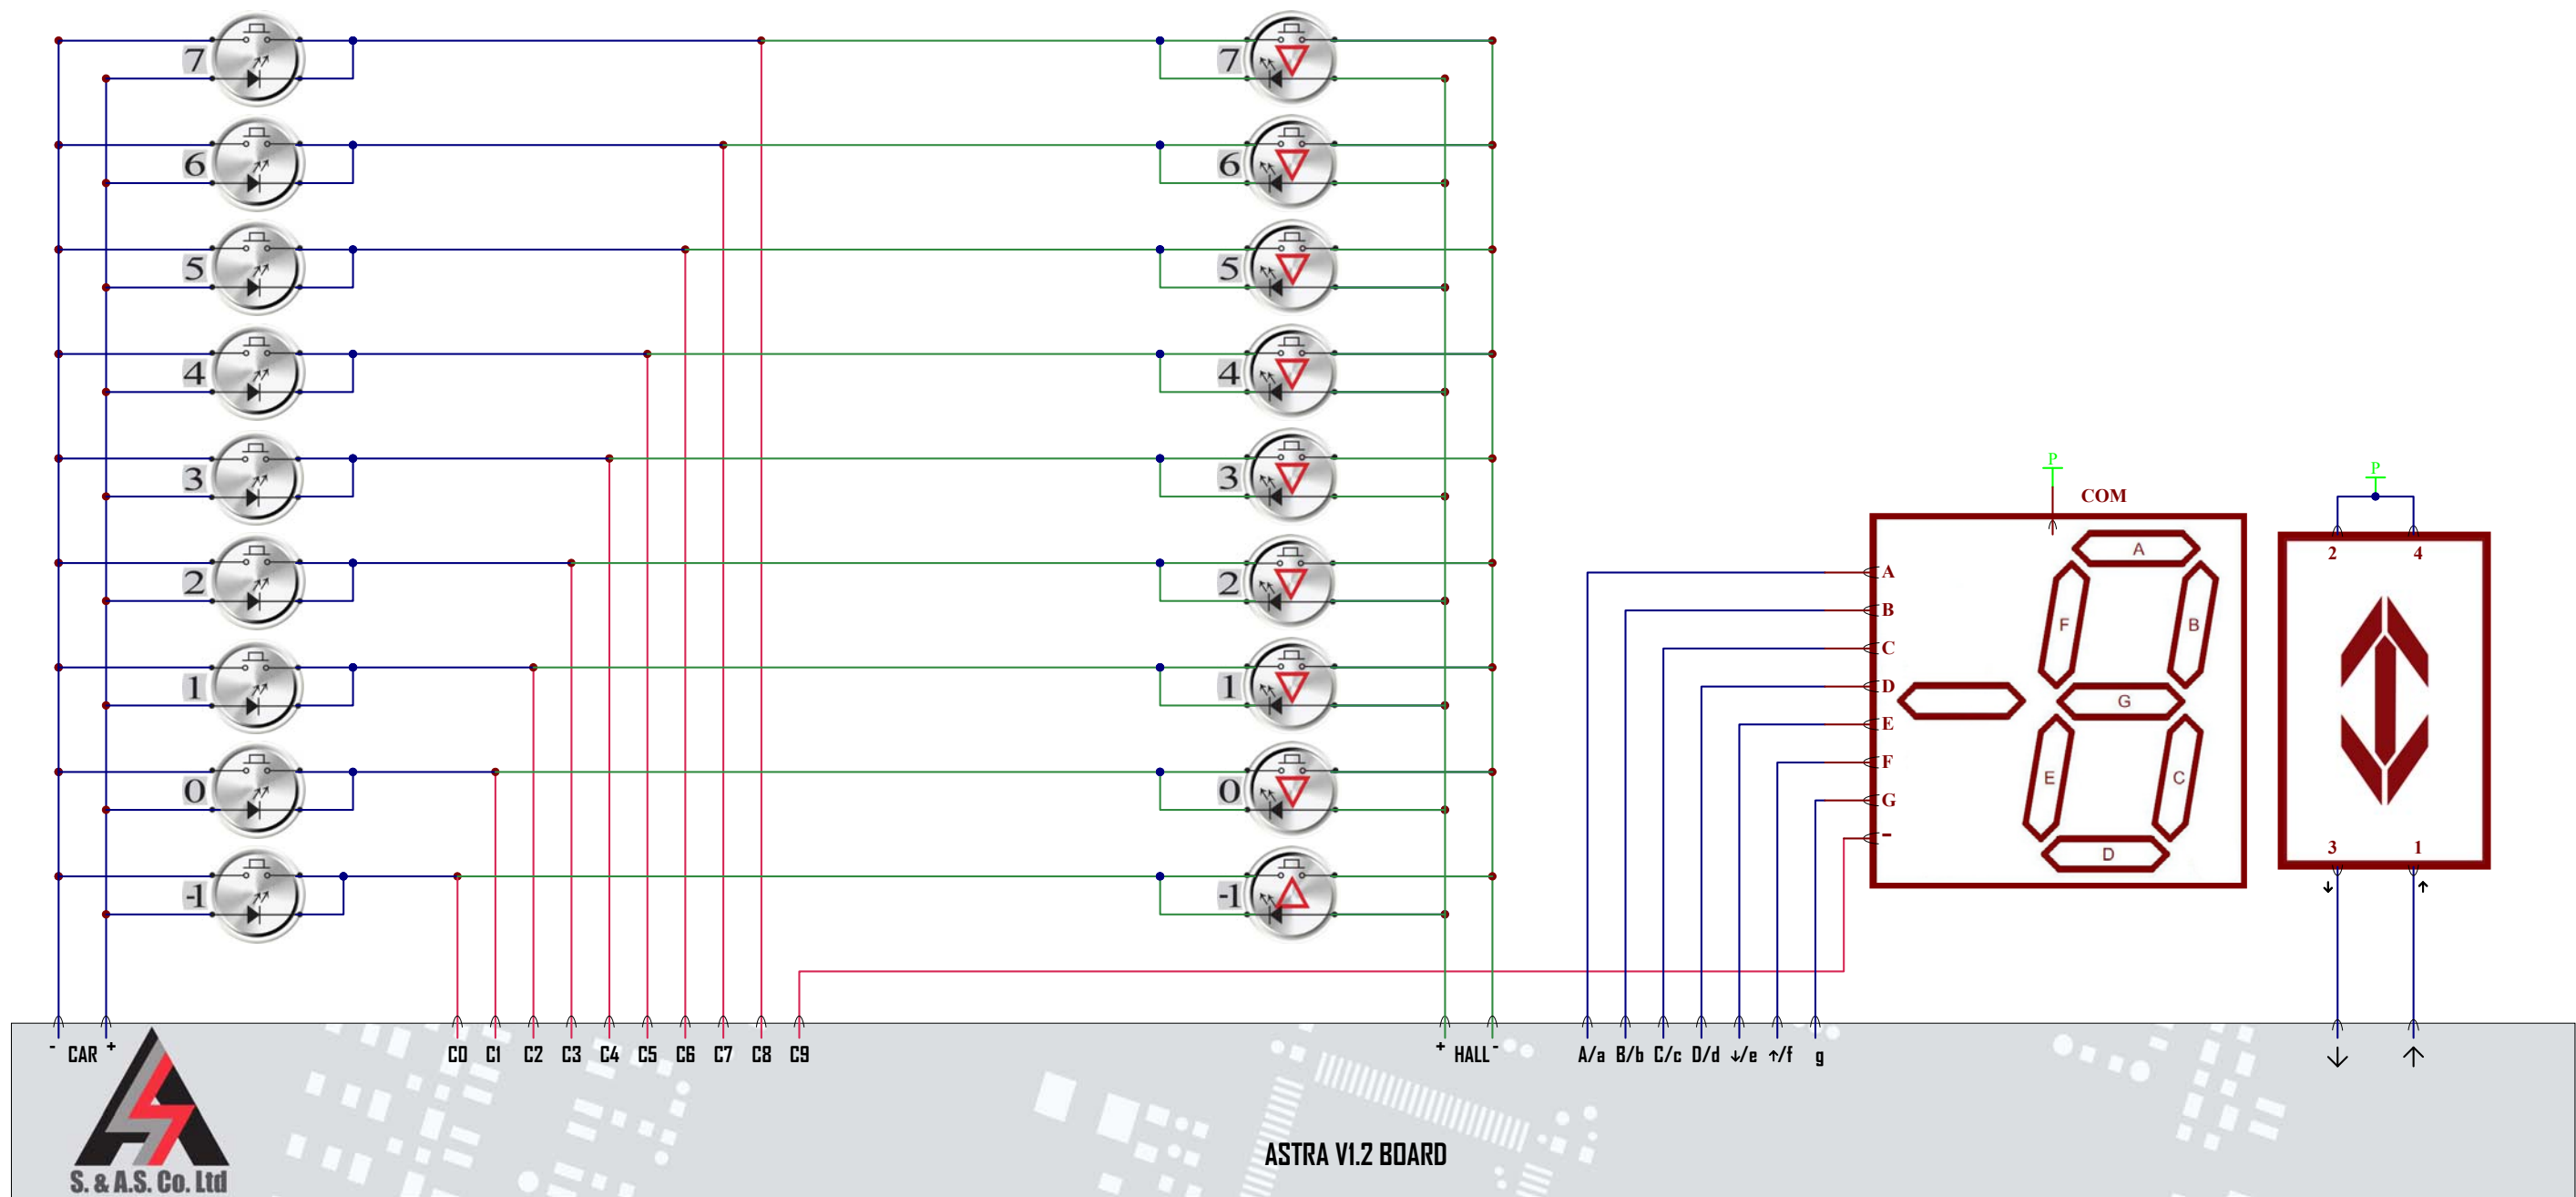 7 7
6 6
5 5
4 4
3 3
2 2
1 1
0 0
-1 -1
P
COM
A
B
C
D
E
F
G
-
A
F B
G
E C
D
P
2 4
3 1
↓ ↑
- CAR +
C0 C1 C2 C3 C4 C5 C6 C7 C8 C9
+ HALL -
A/a B/b C/c D/d ↓/e ↑/f g
↓ ↑
S. & A.S. Co. Ltd
ASTRA V1.2 BOARD